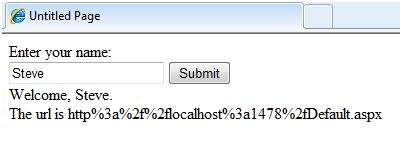 Untitled Page
Enter your name:
Steve Submit
Welcome, Steve.
The url is http%3a%2f%2flocalhost%3a1478%2fDefault.aspx